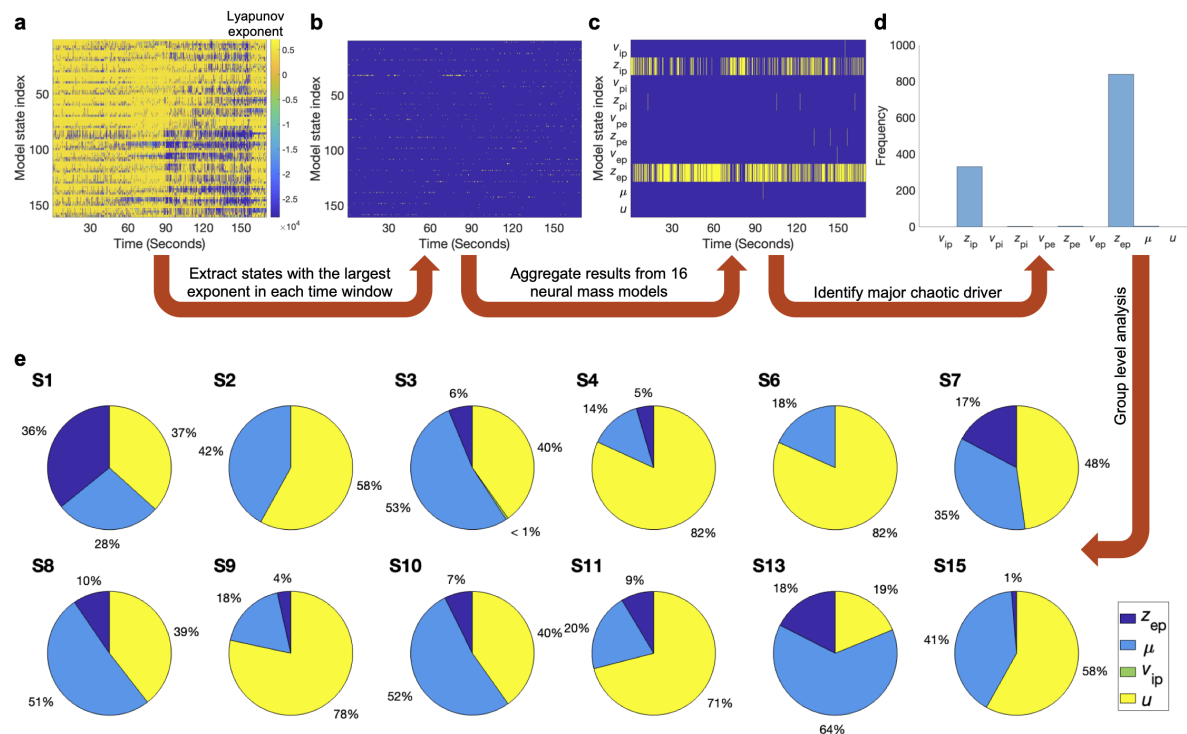 a
Lyapunov
exponent
b
c
d
Model state index
50
100
150
30 60 90 120 150
Time (Seconds)
0.5
0
-0.5
-1
-1.5
-2
-2.5
×10⁴
Model state index
50
100
150
30 60 90 120 150
Time (Seconds)
Model state index
v_ip
z_ip
v_pi
z_pi
v_pe
z_pe
v_ep
z_ep
μ
u
30 60 90 120 150
Time (Seconds)
Frequency
1000
800
600
400
200
0
v_ip z_ip v_pi z_pi v_pe z_pe v_ep z_ep μ u
Extract states with the largest
exponent in each time window
Aggregate results from 16
neural mass models
Identify major chaotic driver
Group level analysis
e
S1
36%
37%
28%
S2
42%
58%
S3
6%
40%
53%
< 1%
S4
5%
14%
82%
S6
18%
82%
S7
17%
48%
35%
S8
10%
39%
51%
S9
4%
18%
78%
S10
7%
40%
52%
S11
9%
20%
71%
S13
18%
19%
64%
S15
1%
41%
58%
z_ep
μ
v_ip
u